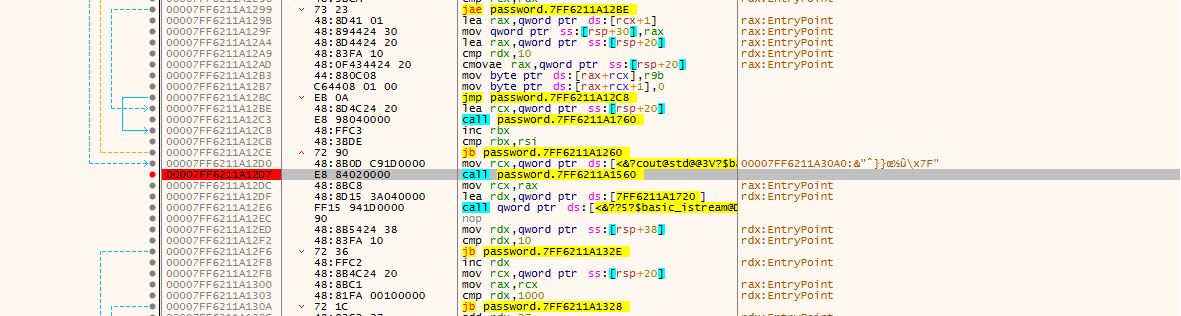 00007FF6211A1299 73 23 jae password.7FF6211A12BE
00007FF6211A129B 48:8D41 01 lea rax,qword ptr ds:[rcx+1] rax:EntryPoint
00007FF6211A129F 48:894424 30 mov qword ptr ss:[rsp+30],rax rax:EntryPoint
00007FF6211A12A4 48:8D4424 20 lea rax,qword ptr ss:[rsp+20] rax:EntryPoint
00007FF6211A12A9 48:83FA 10 cmp rdx,10 rdx:EntryPoint
00007FF6211A12AD 48:0F434424 20 cmovae rax,qword ptr ss:[rsp+20] rax:EntryPoint
00007FF6211A12B3 44:880C08 mov byte ptr ds:[rax+rcx],r9b
00007FF6211A12B7 C64408 01 00 mov byte ptr ds:[rax+rcx+1],0
00007FF6211A12BC EB 0A jmp password.7FF6211A12C8
00007FF6211A12BE 48:8D4C24 20 lea rcx,qword ptr ss:[rsp+20]
00007FF6211A12C3 E8 98040000 call password.7FF6211A1760
00007FF6211A12C8 48:FFC3 inc rbx
00007FF6211A12CB 48:3BDE cmp rbx,rsi
00007FF6211A12CE 72 90 jb password.7FF6211A1260
00007FF6211A12D0 48:8B0D C91D0000 mov rcx,qword ptr ds:[<&?cout@std@@3V?$b
00007FF6211A12D7 E8 84020000 call password.7FF6211A1560
00007FF6211A12DC 48:8BC8 mov rcx,rax rax:EntryPoint
00007FF6211A12DF 48:8D15 3A040000 lea rdx,qword ptr ds:[7FF6211A1720] rdx:EntryPoint
00007FF6211A12E6 FF15 941D0000 call qword ptr ds:[<&??5?$basic_istream@D
00007FF6211A12EC 90 nop
00007FF6211A12ED 48:8B5424 38 mov rdx,qword ptr ss:[rsp+38] rdx:EntryPoint
00007FF6211A12F2 48:83FA 10 cmp rdx,10 rdx:EntryPoint
00007FF6211A12F6 72 36 jb password.7FF6211A132E
00007FF6211A12F8 48:FFC2 inc rdx rdx:EntryPoint
00007FF6211A12FB 48:8B4C24 20 mov rcx,qword ptr ss:[rsp+20]
00007FF6211A1300 48:8BC1 mov rax,rcx rax:EntryPoint
00007FF6211A1303 48:81FA 00100000 cmp rdx,1000 rdx:EntryPoint
00007FF6211A130A 72 1C jb password.7FF6211A1328